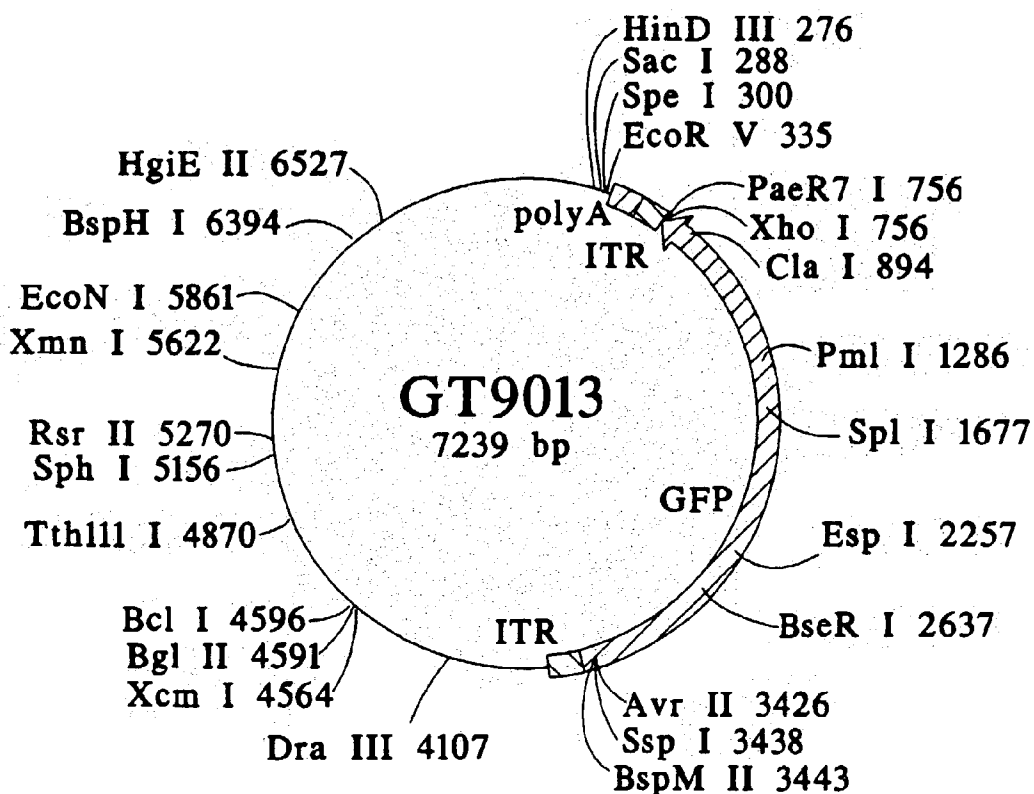 HinD III 276
Sac I 288
Spe I 300
EcoR V 335
PaeR7 I 756
Xho I 756
Cla I 894
Pml I 1286
Spl I 1677
Esp I 2257
BseR I 2637
Avr II 3426
Ssp I 3438
BspM II 3443
Dra III 4107
Xcm I 4564
Bgl II 4591
Bcl I 4596
Tth111 I 4870
Sph I 5156
Rsr II 5270
Xmn I 5622
EcoN I 5861
BspH I 6394
HgiE II 6527
polyA
ITR
GT9013
7239 bp
GFP
ITR